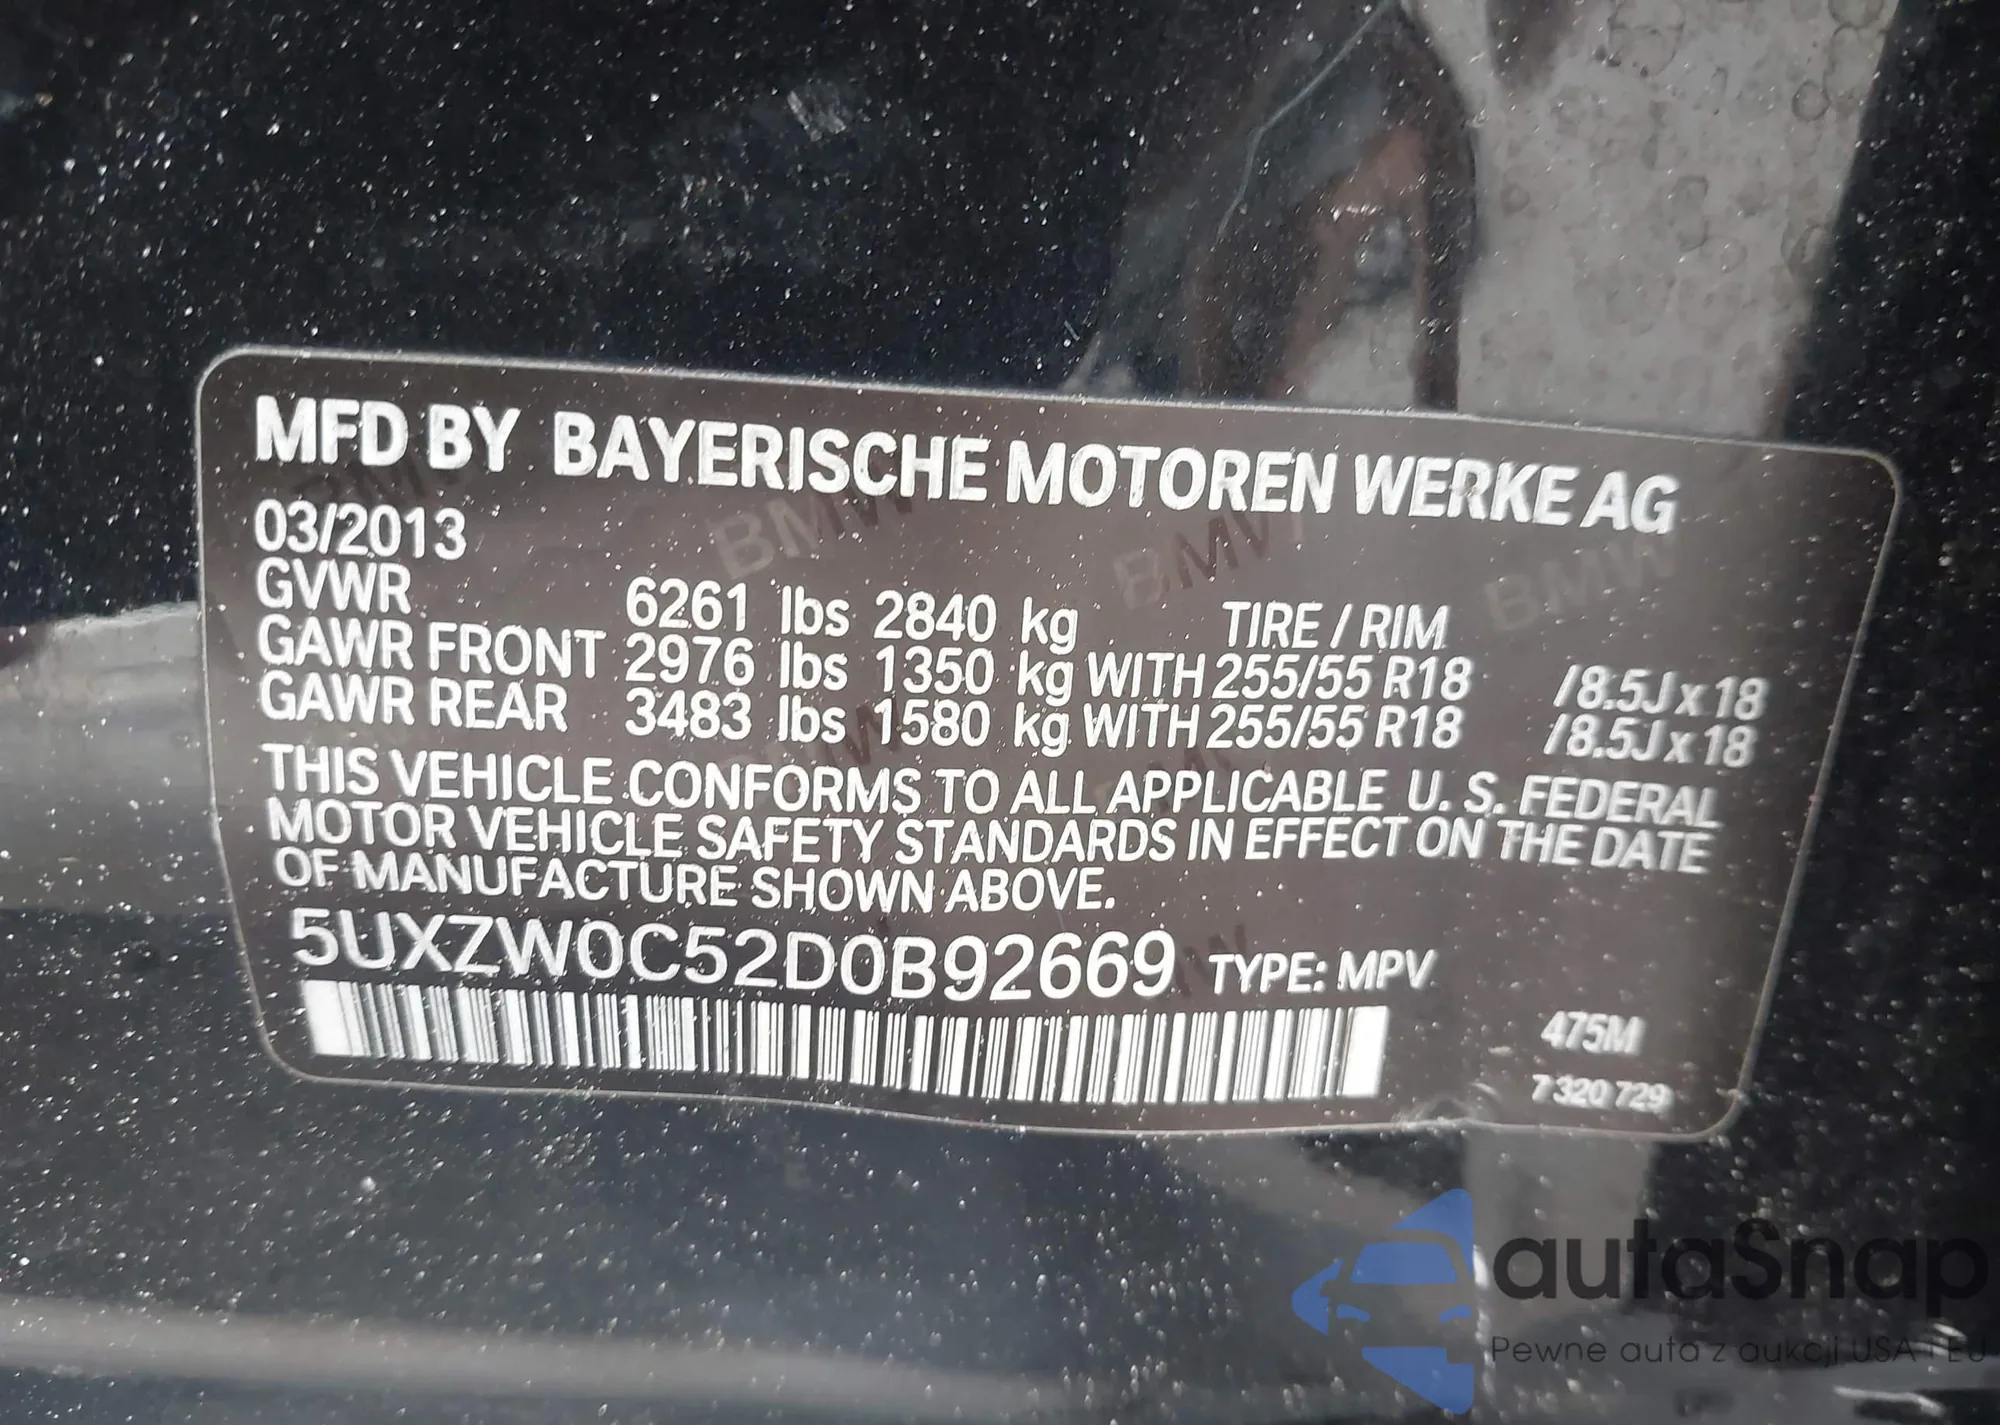 MFD BY BAYERISCHE MOTOREN WERKE AG
03/2013
GVWR 6261 lbs 2840 kg TIRE / RIM
GAWR FRONT 2976 lbs 1350 kg WITH 255/55 R18 /8.5J x 18
GAWR REAR 3483 lbs 1580 kg WITH 255/55 R18 /8.5J x 18
THIS VEHICLE CONFORMS TO ALL APPLICABLE U. S. FEDERAL
MOTOR VEHICLE SAFETY STANDARDS IN EFFECT ON THE DATE
OF MANUFACTURE SHOWN ABOVE.
5UXZW0C52D0B92669 TYPE: MPV
475M
7 320 729
autaSnap
Pewne auta z aukcji USA i EU